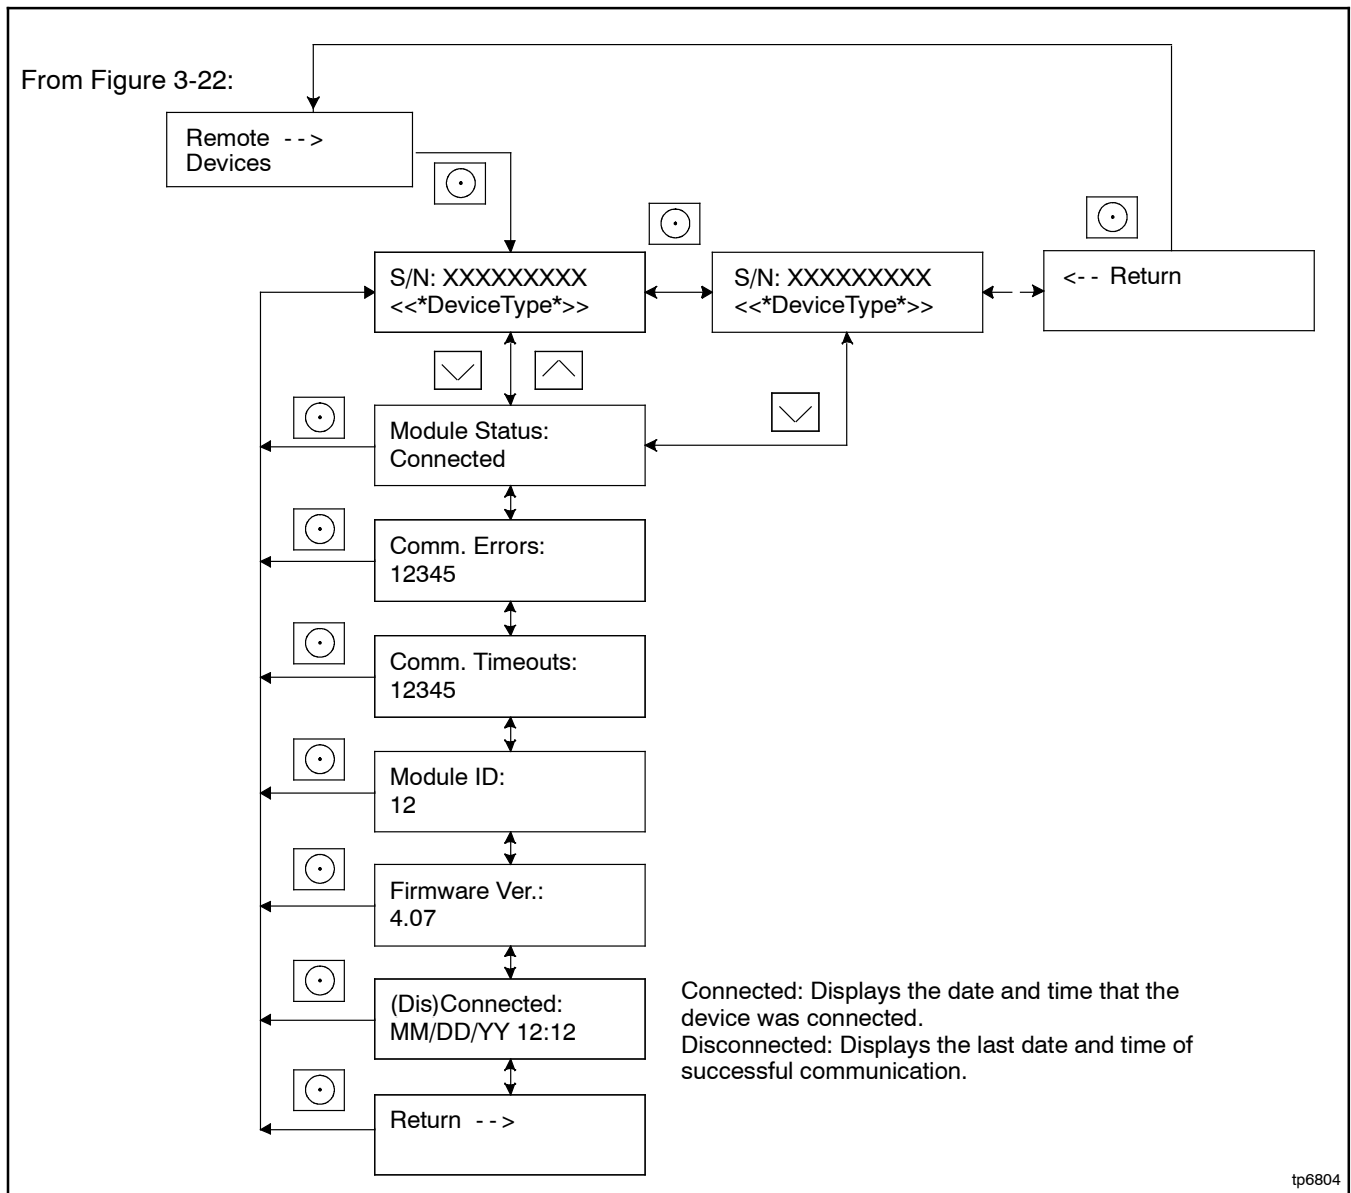 From Figure 3-22:
Remote -->
Devices
S/N: XXXXXXXXX
<<*DeviceType*>>
S/N: XXXXXXXXX
<<*DeviceType*>>
<-- Return
Module Status:
Connected
Comm. Errors:
12345
Comm. Timeouts:
12345
Module ID:
12
Firmware Ver.:
4.07
(Dis)Connected:
MM/DD/YY 12:12
Connected: Displays the date and time that the
device was connected.
Disconnected: Displays the last date and time of
successful communication.
Return -->
tp6804